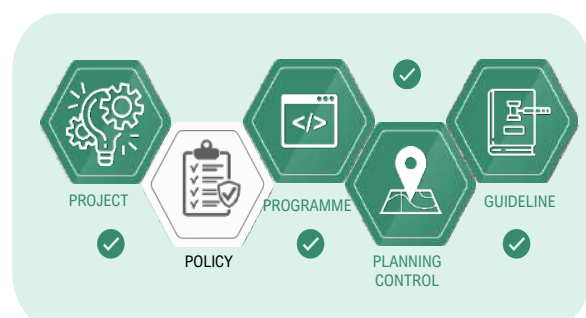 PROJECT
POLICY
</>
PROGRAMME
PLANNING
CONTROL
GUIDELINE